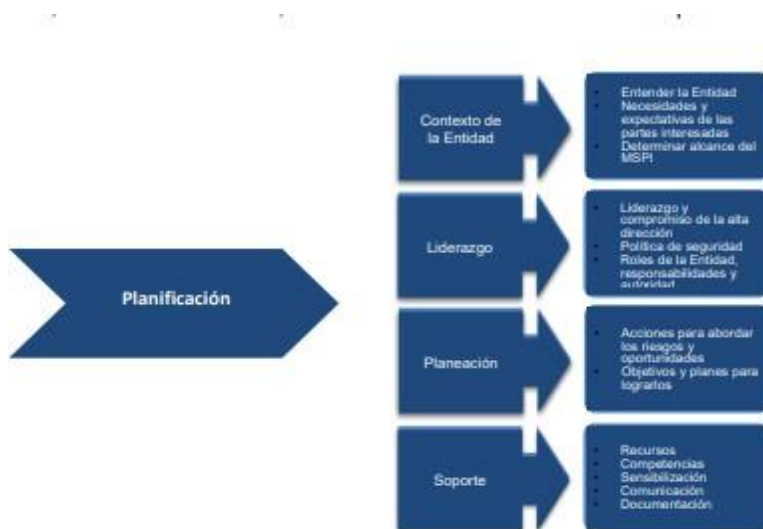 Contexto de
la Entidad
Entender la Entidad
Necesidades y
expectativas de las
partes interesadas
Determinar alcance del
MSPI
Liderazgo
Liderazgo y
compromiso de la alta
dirección
Política de seguridad
Roles de la Entidad,
responsabilidades y
autoridad
Planificación
Planeación
Acciones para abordar
los riesgos y
oportunidades
Objetivos y planes para
lograrlos
Soporte
Recursos
Competencias
Sensibilización
Comunicación
Documentación